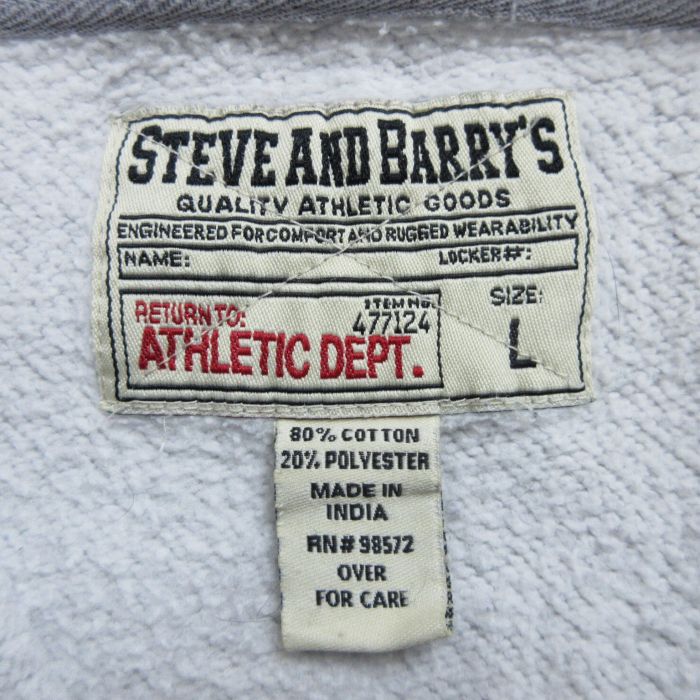 STEVE AND BARRY'S
QUALITY ATHLETIC GOODS
ENGINEERED FOR COMFORT AND RUGGED WEARABILITY
NAME: LOCKER#:
RETURN TO: ITEM NO. SIZE:
477124
ATHLETIC DEPT. L
80% COTTON
20% POLYESTER
MADE IN
INDIA
RN# 98572
OVER
FOR CARE